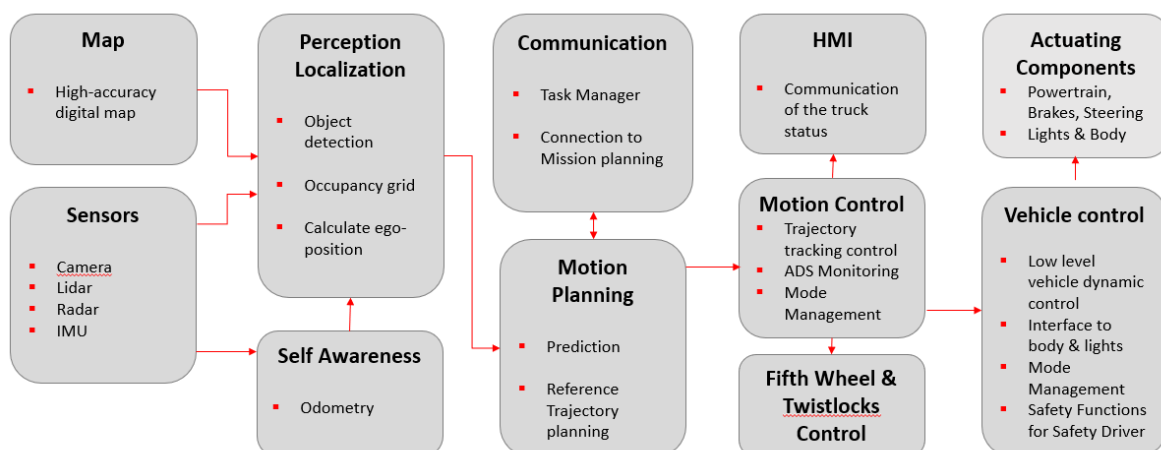 Map
High-accuracy
digital map
Sensors
Camera
Lidar
Radar
IMU
Perception
Localization
Object
detection
Occupancy grid
Calculate ego-
position
Self Awareness
Odometry
Communication
Task Manager
Connection to
Mission planning
Motion
Planning
Prediction
Reference
Trajectory
planning
HMI
Communication
of the truck
status
Motion Control
Trajectory
tracking control
ADS Monitoring
Mode
Management
Fifth Wheel &
Twistlocks
Control
Actuating
Components
Powertrain,
Brakes, Steering
Lights & Body
Vehicle control
Low level
vehicle dynamic
control
Interface to
body & lights
Mode
Management
Safety Functions
for Safety Driver